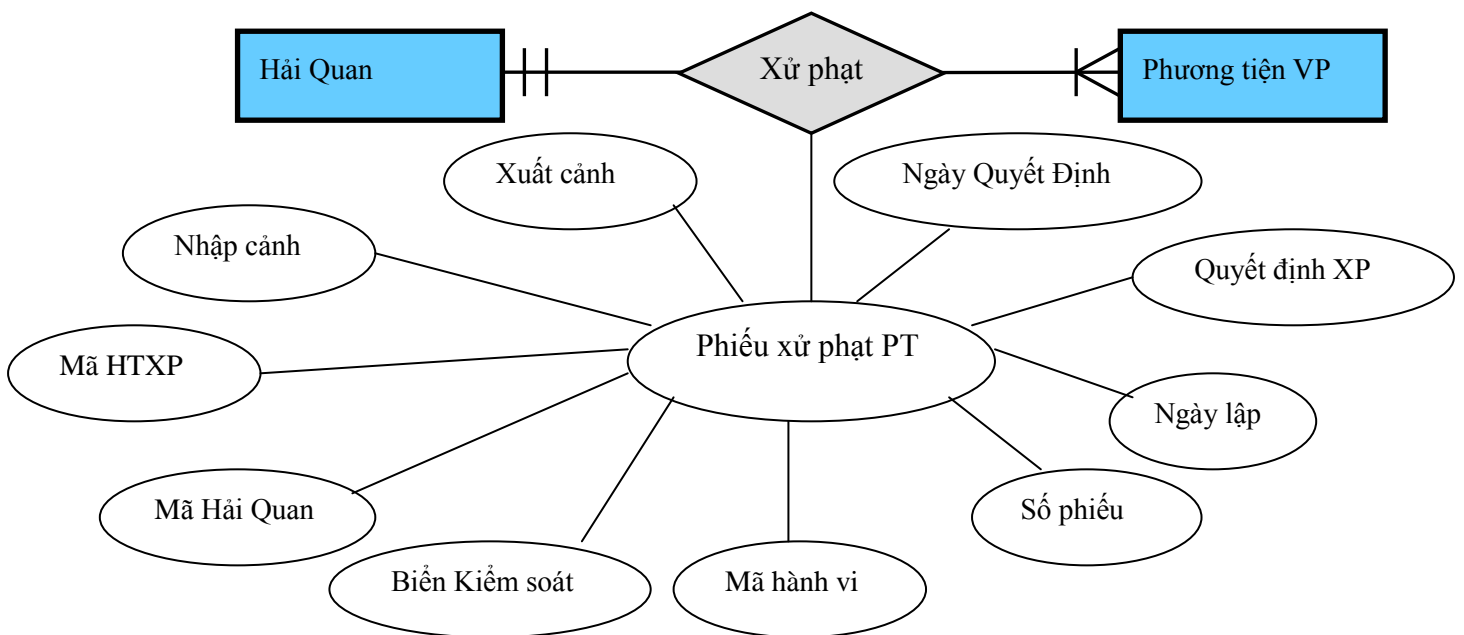 Hải Quan
Xử phạt
Phương tiện VP
Xuất cảnh
Ngày Quyết Định
Nhập cảnh
Quyết định XP
Phiếu xử phạt PT
Mã HTXP
Ngày lập
Mã Hải Quan
Số phiếu
Biển Kiểm soát
Mã hành vi